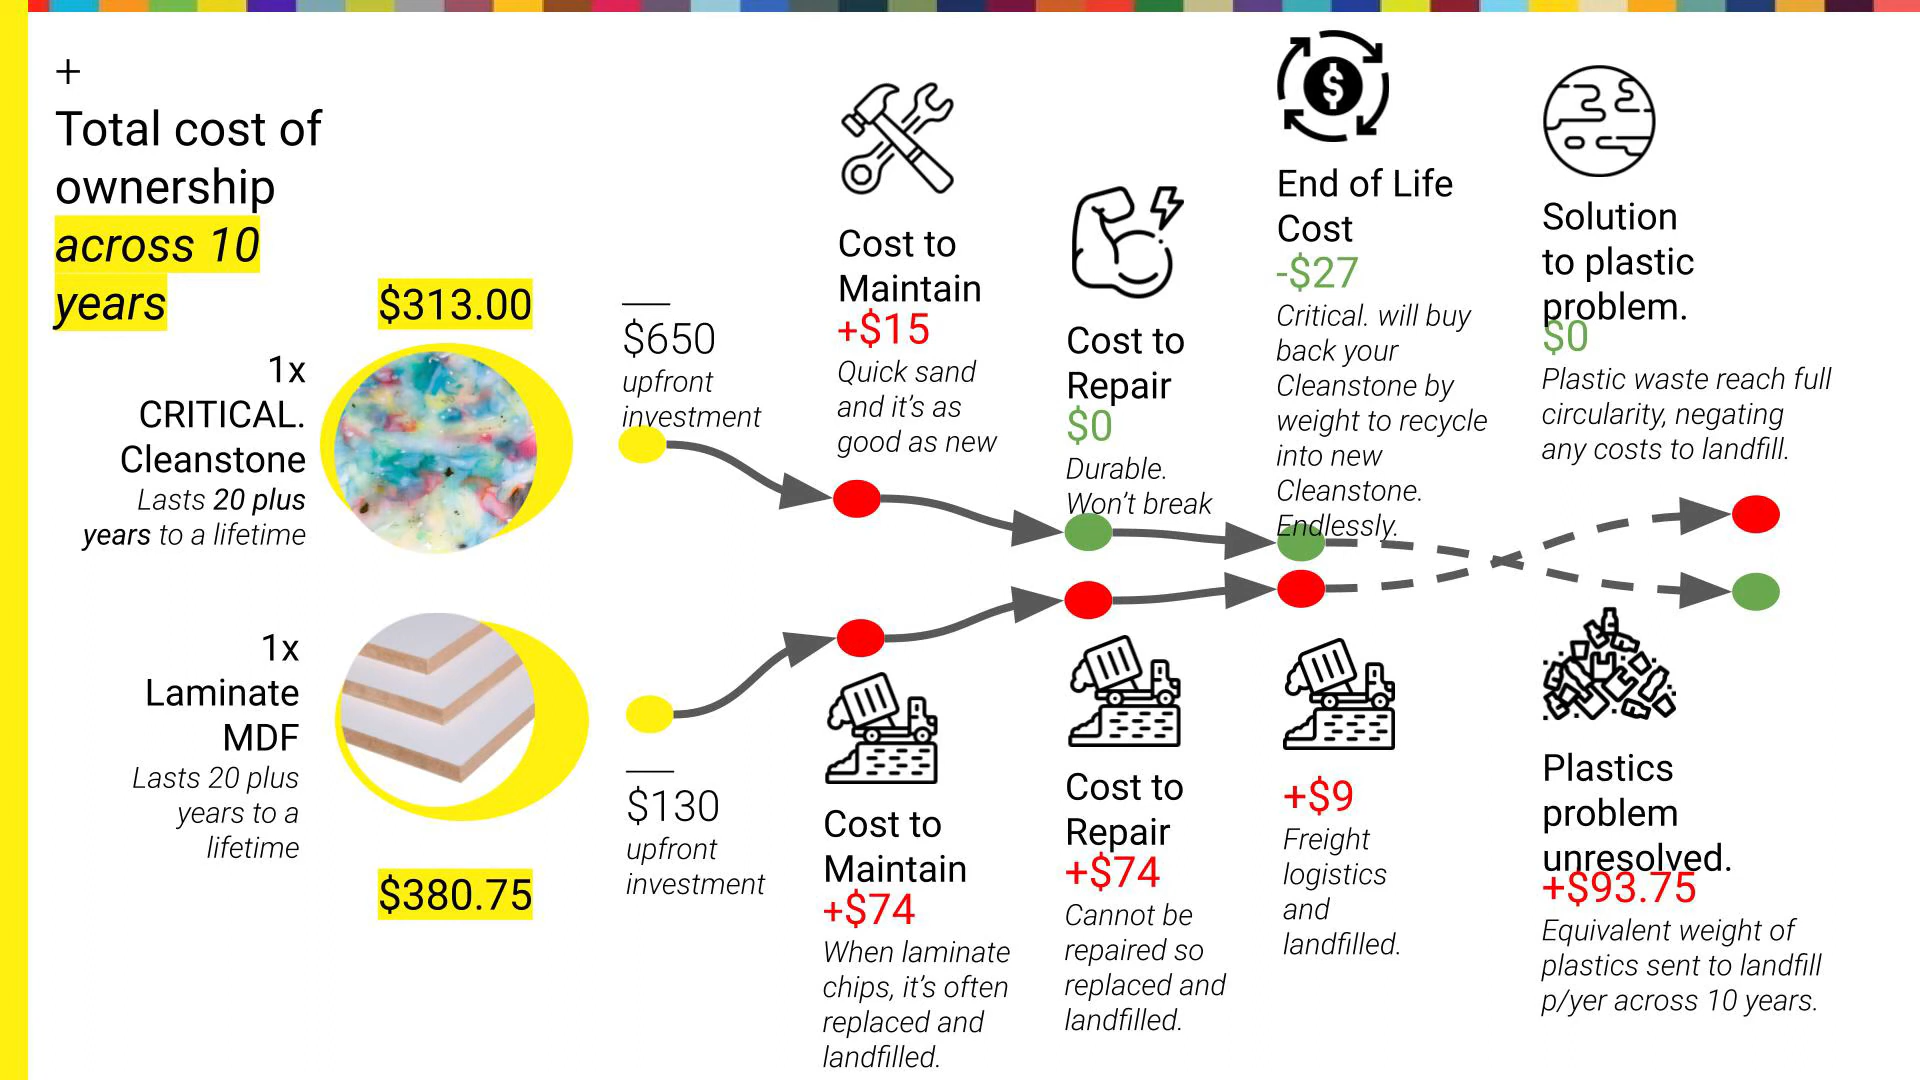 +
Total cost of
ownership
across 10
years
$313.00
1x
CRITICAL.
Cleanstone
Lasts 20 plus
years to a lifetime
$650
upfront
investment
Cost to
Maintain
+$15
Quick sand
and it’s as
good as new
Cost to
Repair
$0
Durable.
Won’t break
End of Life
Cost
-$27
Critical. will buy
back your
Cleanstone by
weight to recycle
into new
Cleanstone.
Endlessly.
Solution
to plastic
problem.
$0
Plastic waste reach full
circularity, negating
any costs to landfill.
1x
Laminate
MDF
Lasts 20 plus
years to a
lifetime
$380.75
$130
upfront
investment
Cost to
Maintain
+$74
When laminate
chips, it’s often
replaced and
landfilled.
Cost to
Repair
+$74
Cannot be
repaired so
replaced and
landfilled.
+$9
Freight
logistics
and
landfilled.
Plastics
problem
unresolved.
+$93.75
Equivalent weight of
plastics sent to landfill
p/yer across 10 years.